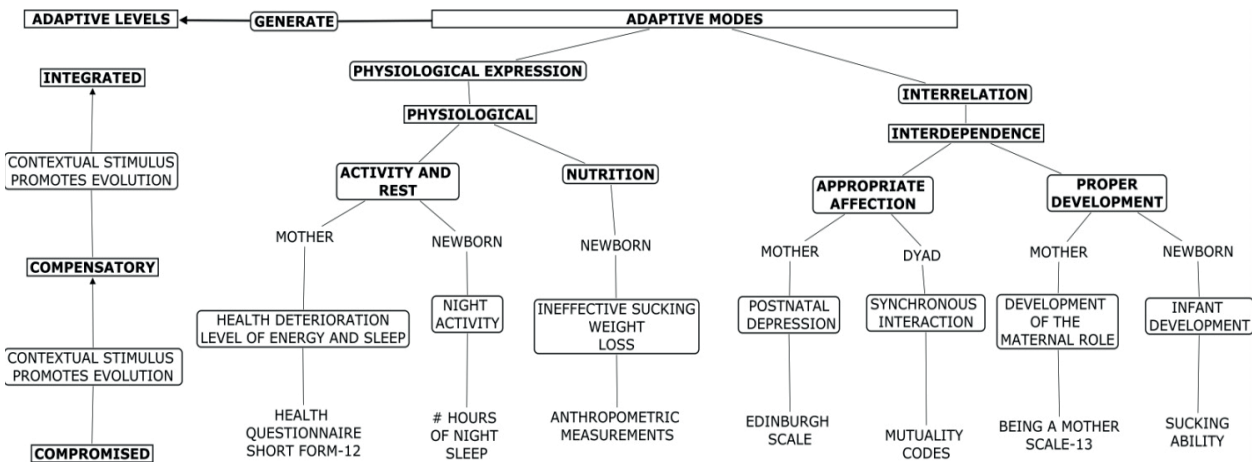 ADAPTIVE LEVELS
GENERATE
ADAPTIVE MODES
INTEGRATED
CONTEXTUAL STIMULUS
PROMOTES EVOLUTION
COMPENSATORY
CONTEXTUAL STIMULUS
PROMOTES EVOLUTION
COMPROMISED
PHYSIOLOGICAL EXPRESSION
PHYSIOLOGICAL
ACTIVITY AND
REST
MOTHER
HEALTH DETERIORATION
LEVEL OF ENERGY AND SLEEP
HEALTH
QUESTIONNAIRE
SHORT FORM-12
NEWBORN
NIGHT
ACTIVITY
# HOURS
OF NIGHT
SLEEP
NUTRITION
NEWBORN
INEFFECTIVE SUCKING
WEIGHT
LOSS
ANTHROPOMETRIC
MEASUREMENTS
INTERRELATION
INTERDEPENDENCE
APPROPRIATE
AFFECTION
MOTHER
POSTNATAL
DEPRESSION
EDINBURGH
SCALE
DYAD
SYNCHRONOUS
INTERACTION
MUTUALITY
CODES
PROPER
DEVELOPMENT
MOTHER
DEVELOPMENT
OF THE
MATERNAL ROLE
BEING A MOTHER
SCALE-13
NEWBORN
INFANT
DEVELOPMENT
SUCKING
ABILITY